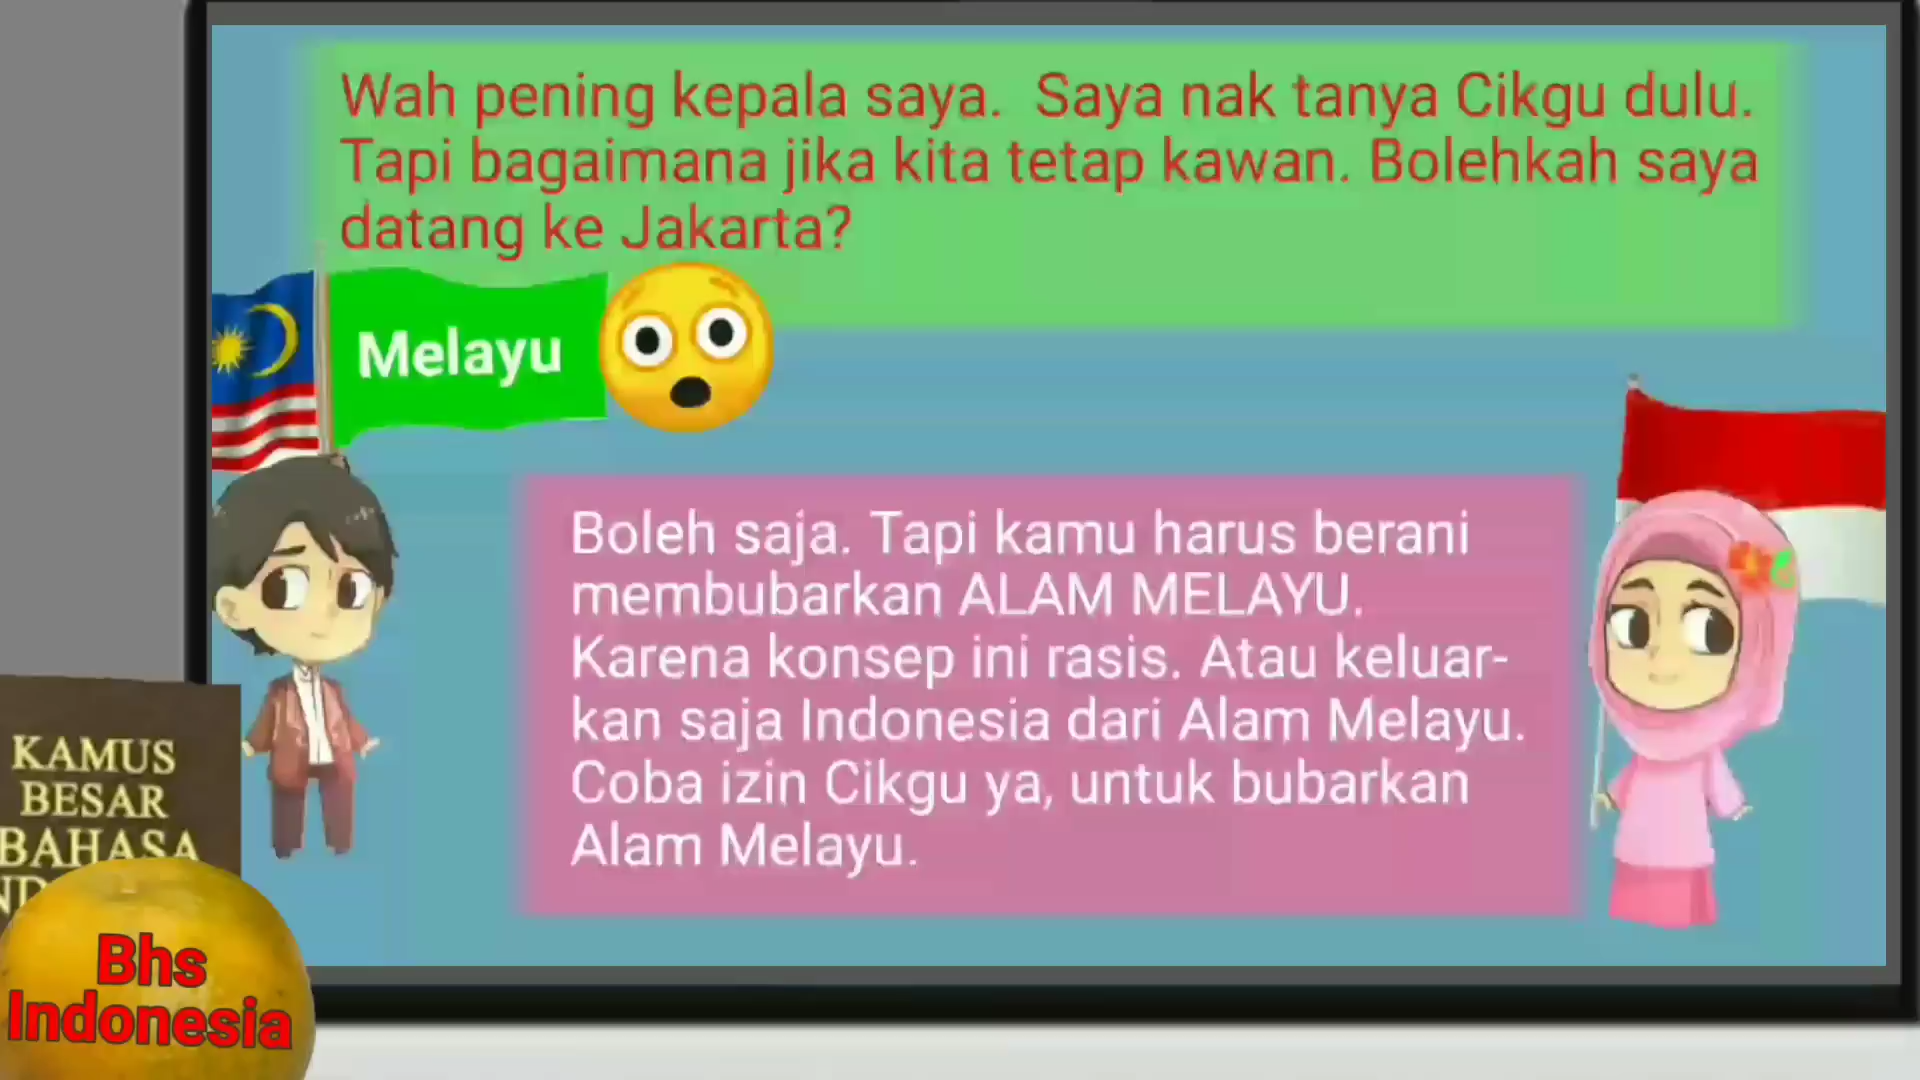 Wah pening kepala saya. Saya nak tanya Cikgu dulu.
Tapi bagaimana jika kita tetap kawan. Bolehkah saya
datang ke Jakarta?
Melayu
Boleh saja. Tapi kamu harus berani
membubarkan ALAM MELAYU.
Karena konsep ini rasis. Atau keluar-
kan saja Indonesia dari Alam Melayu.
Coba izin Cikgu ya, untuk bubarkan
Alam Melayu.
KAMUS
BESAR
BAHASA
Bhs
Indonesia